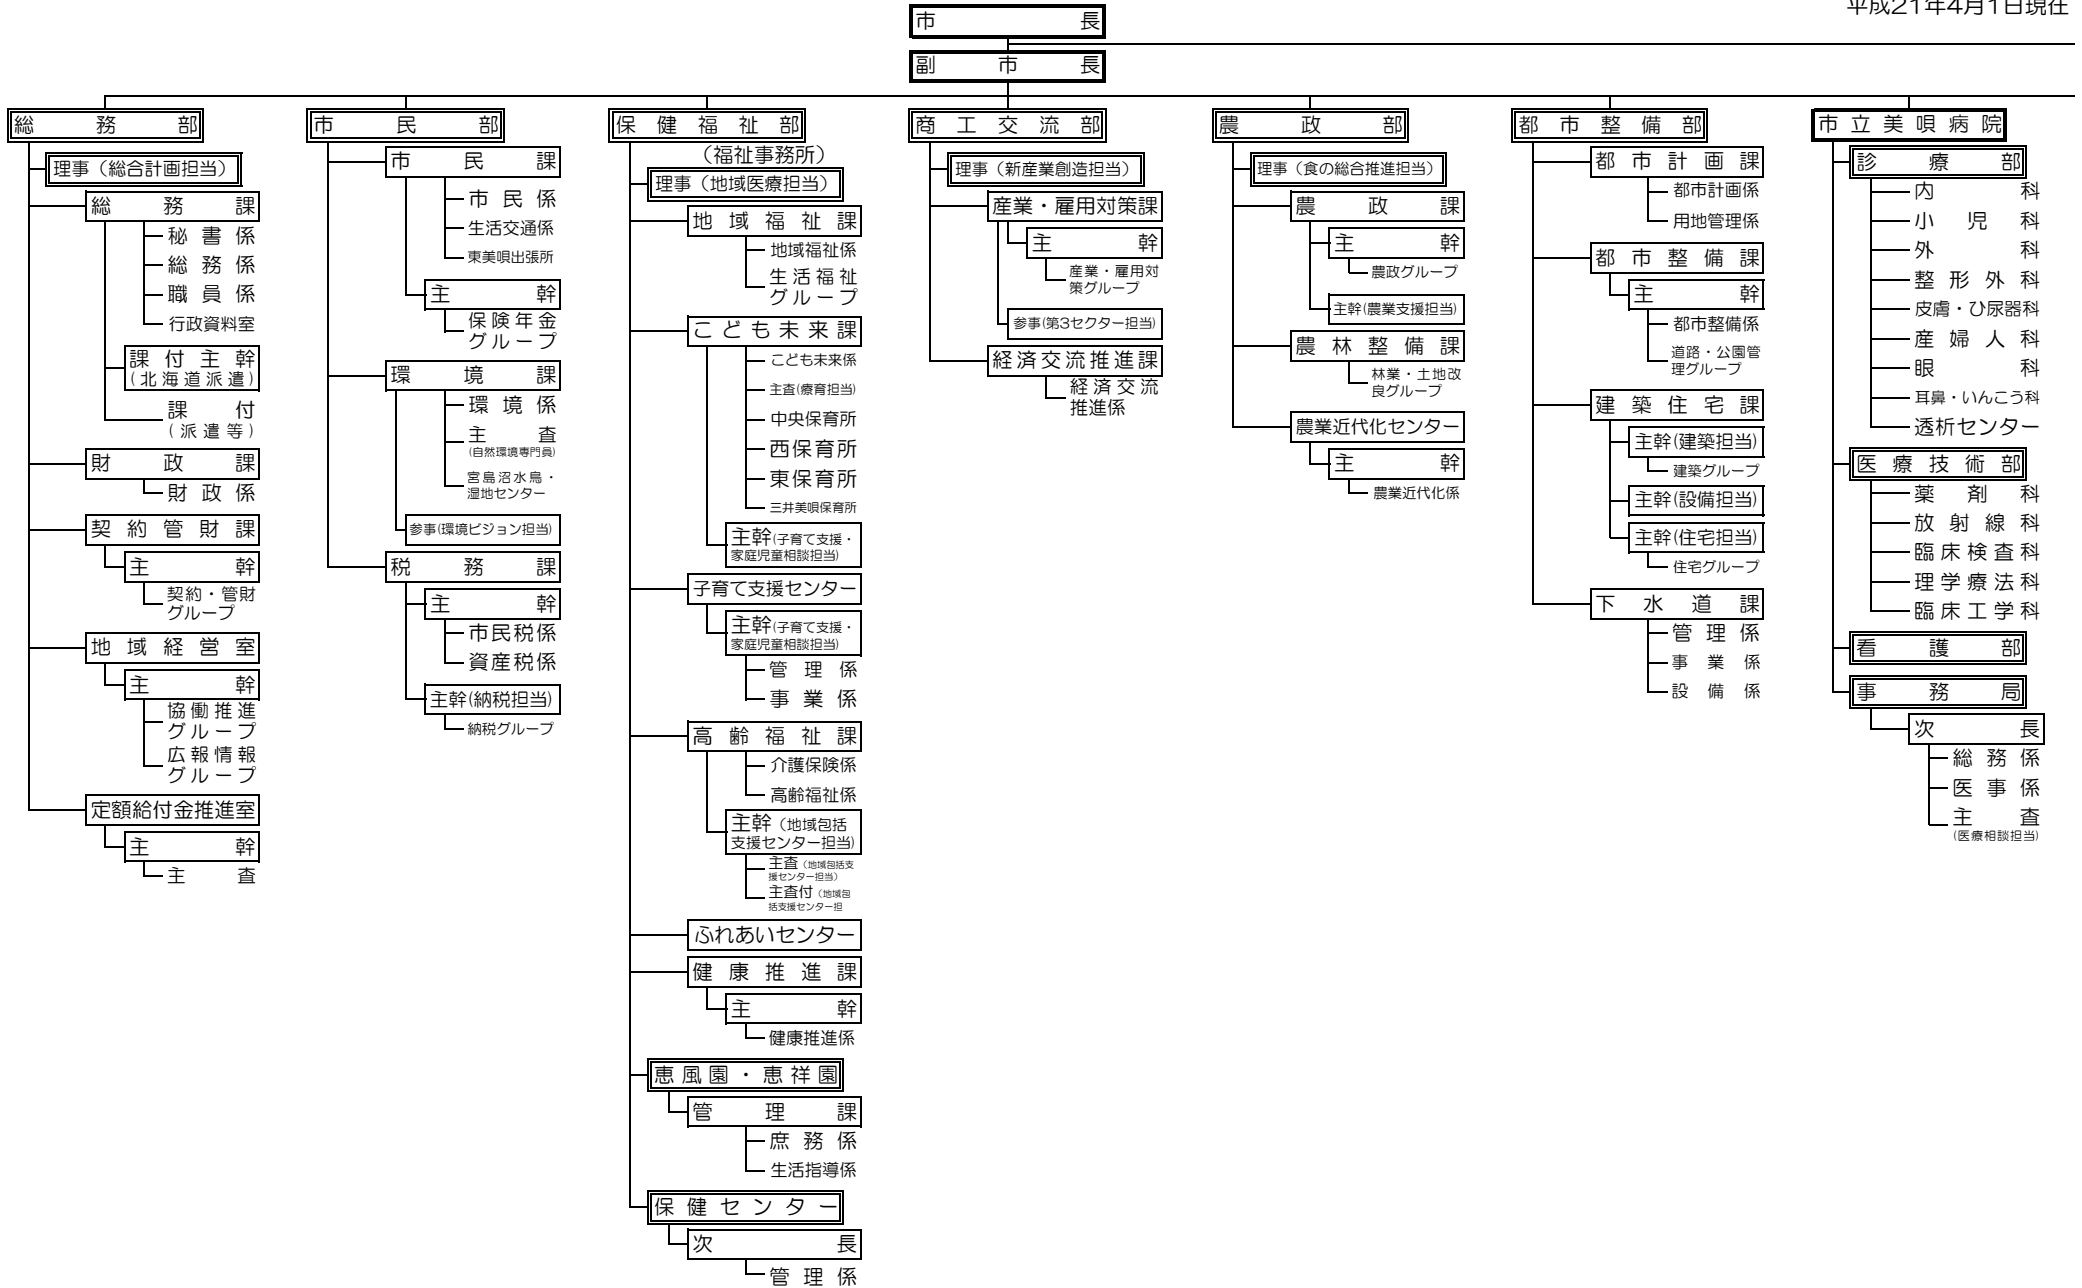 平成21年4月1日現在
市長
副市長
総務部
理事（総合計画担当）
総務課
秘書係
総務係
職員係
行政資料室
課付主幹
(北海道派遣)
課付
(派遣等)
財政課
財政係
契約管財課
主幹
契約・管財
グループ
地域経営室
主幹
協働推進
グループ
広報情報
グループ
定額給付金推進室
主幹
主査
市民部
市民課
市民係
生活交通係
東美唄出張所
主幹
保険年金
グループ
環境課
環境係
主査
(自然環境専門員)
宮島沼水鳥・
湿地センター
参事(環境ビジョン担当)
税務課
主幹
市民税係
資産税係
主幹(納税担当)
納税グループ
保健福祉部
（福祉事務所）
理事（地域医療担当）
地域福祉課
地域福祉係
生活福祉
グループ
こども未来課
こども未来係
主査(療育担当)
中央保育所
西保育所
東保育所
三井美唄保育所
主幹(子育て支援・
家庭児童相談担当)
子育て支援センター
主幹(子育て支援・
家庭児童相談担当)
管理係
事業係
高齢福祉課
介護保険係
高齢福祉係
主幹（地域包括
支援センター担当)
主査（地域包括支
援センター担当）
主査付（地域包
括支援センター担
ふれあいセンター
健康推進課
主幹
健康推進係
恵風園・恵祥園
管理課
庶務係
生活指導係
保健センター
次長
管理係
商工交流部
理事（新産業創造担当）
産業・雇用対策課
主幹
産業・雇用対
策グループ
参事(第3セクター担当)
経済交流推進課
経済交流
推進係
農政部
理事（食の総合推進担当）
農政課
主幹
農政グループ
主幹(農業支援担当)
農林整備課
林業・土地改
良グループ
農業近代化センター
主幹
農業近代化係
都市整備部
都市計画課
都市計画係
用地管理係
都市整備課
主幹
都市整備係
道路・公園管
理グループ
建築住宅課
主幹(建築担当)
建築グループ
主幹(設備担当)
主幹(住宅担当)
住宅グループ
下水道課
管理係
事業係
設備係
市立美唄病院
診療部
内科
小児科
外科
整形外科
皮膚・ひ尿器科
産婦人科
眼科
耳鼻・いんこう科
透析センター
医療技術部
薬剤科
放射線科
臨床検査科
理学療法科
臨床工学科
看護部
事務局
次長
総務係
医事係
主査
(医療相談担当)